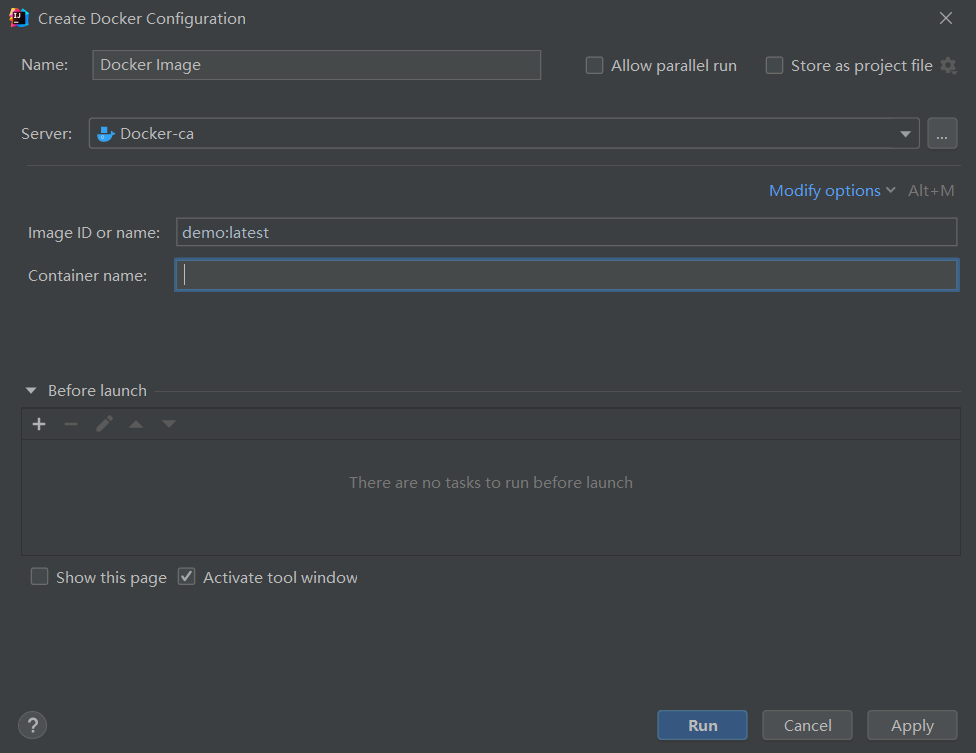 Create Docker Configuration
Name: Docker Image Allow parallel run Store as project file
Server: Docker-ca ...
Modify options Alt+M
Image ID or name: demo:latest
Container name:
Before launch
There are no tasks to run before launch
Show this page Activate tool window
? Run Cancel Apply